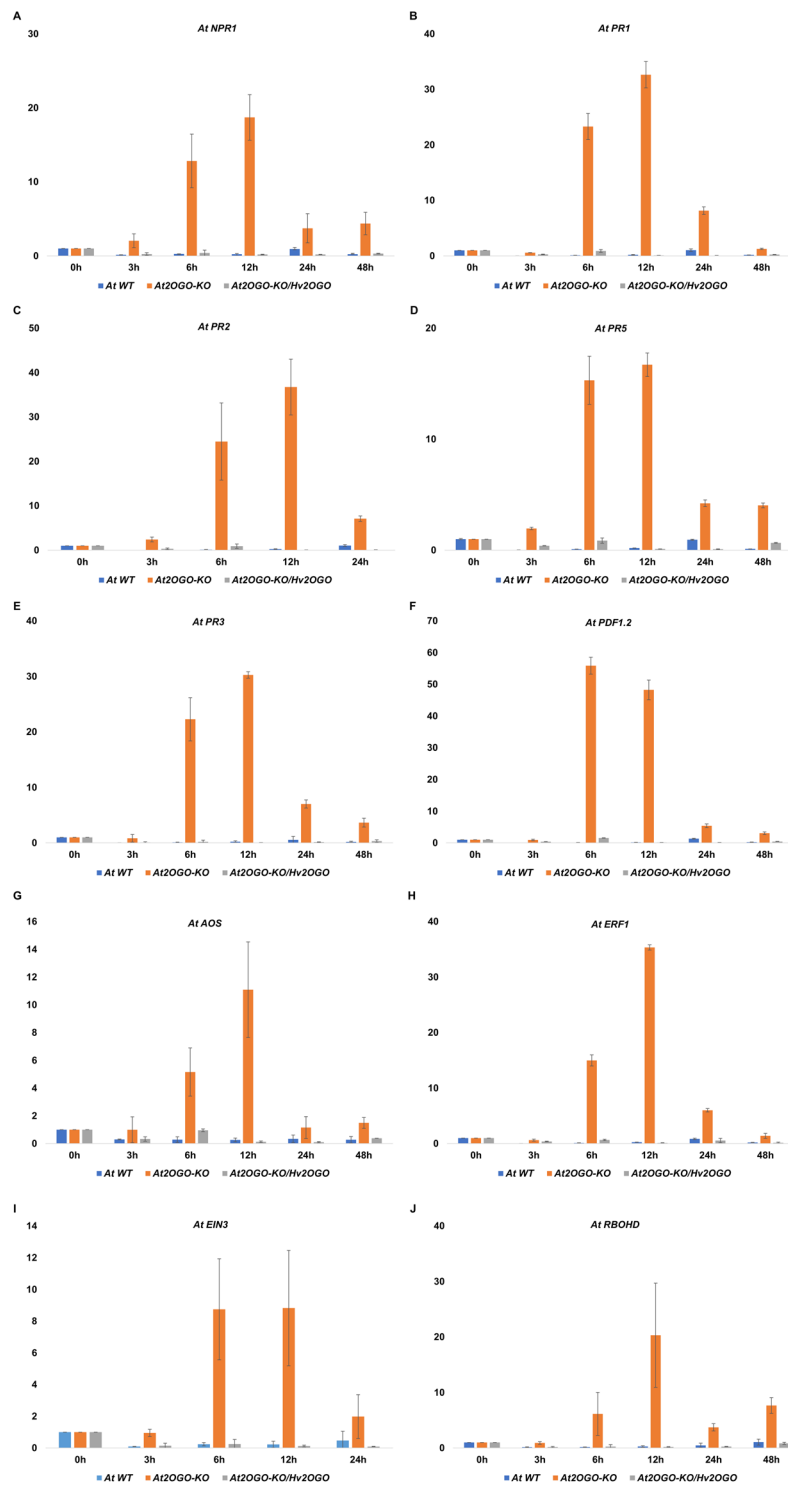 A
At NPR1
30
20
10
0
0h 3h 6h 12h 24h 48h
At WT At2OGO-KO At2OGO-KO/Hv2OGO
B
At PR1
40
30
20
10
0
0h 3h 6h 12h 24h 48h
At WT At2OGO-KO At2OGO-KO/Hv2OGO
C
At PR2
50
40
30
20
10
0
0h 3h 6h 12h 24h
At WT At2OGO-KO At2OGO-KO/Hv2OGO
D
At PR5
20
10
0
0h 3h 6h 12h 24h 48h
At WT At2OGO-KO At2OGO-KO/Hv2OGO
E
At PR3
40
30
20
10
0
0h 3h 6h 12h 24h 48h
At WT At2OGO-KO At2OGO-KO/Hv2OGO
F
At PDF1.2
70
60
50
40
30
20
10
0
0h 3h 6h 12h 24h 48h
At WT At2OGO-KO At2OGO-KO/Hv2OGO
G
At AOS
16
14
12
10
8
6
4
2
0
0h 3h 6h 12h 24h 48h
At WT At2OGO-KO At2OGO-KO/Hv2OGO
H
At ERF1
40
30
20
10
0
0h 3h 6h 12h 24h 48h
At WT At2OGO-KO At2OGO-KO/Hv2OGO
I
At EIN3
14
12
10
8
6
4
2
0
0h 3h 6h 12h 24h
At WT At2OGO-KO At2OGO-KO/Hv2OGO
J
At RBOHD
40
30
20
10
0
0h 3h 6h 12h 24h 48h
At WT At2OGO-KO At2OGO-KO/Hv2OGO